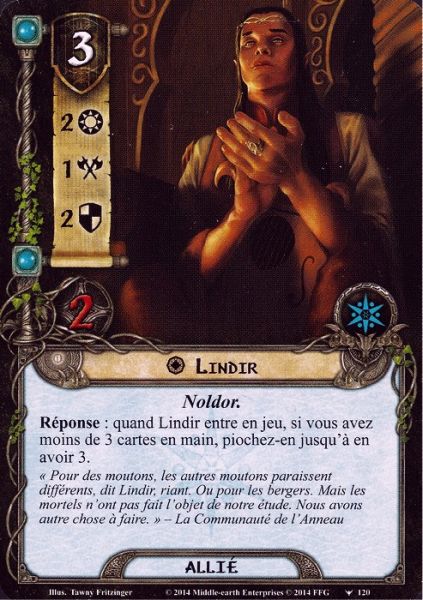 3
2
1
2
2
LINDIR
Noldor.
Réponse : quand Lindir entre en jeu, si vous avez
moins de 3 cartes en main, piochez-en jusqu'à en
avoir 3.
« Pour des moutons, les autres moutons paraissent
différents, dit Lindir, riant. Ou pour les bergers. Mais les
mortels n'ont pas fait l'objet de notre étude. Nous avons
autre chose à faire. » – La Communauté de l'Anneau
ALLIÉ
Illus. Tawny Fritzinger © 2014 Middle-earth Enterprises © 2014 FFG 120